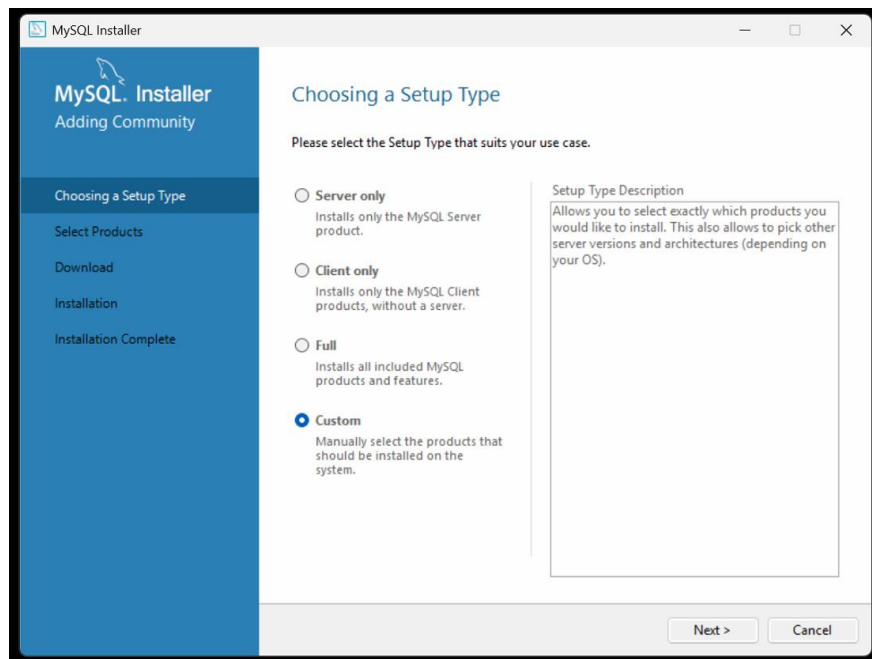 MySQL Installer
MySQL. Installer
Adding Community
Choosing a Setup Type
Select Products
Download
Installation
Installation Complete
Choosing a Setup Type
Please select the Setup Type that suits your use case.
Server only
Installs only the MySQL Server
product.
Client only
Installs only the MySQL Client
products, without a server.
Full
Installs all included MySQL
products and features.
Custom
Manually select the products that
should be installed on the
system.
Setup Type Description
Allows you to select exactly which products you
would like to install. This also allows to pick other
server versions and architectures (depending on
your OS).
Next >
Cancel